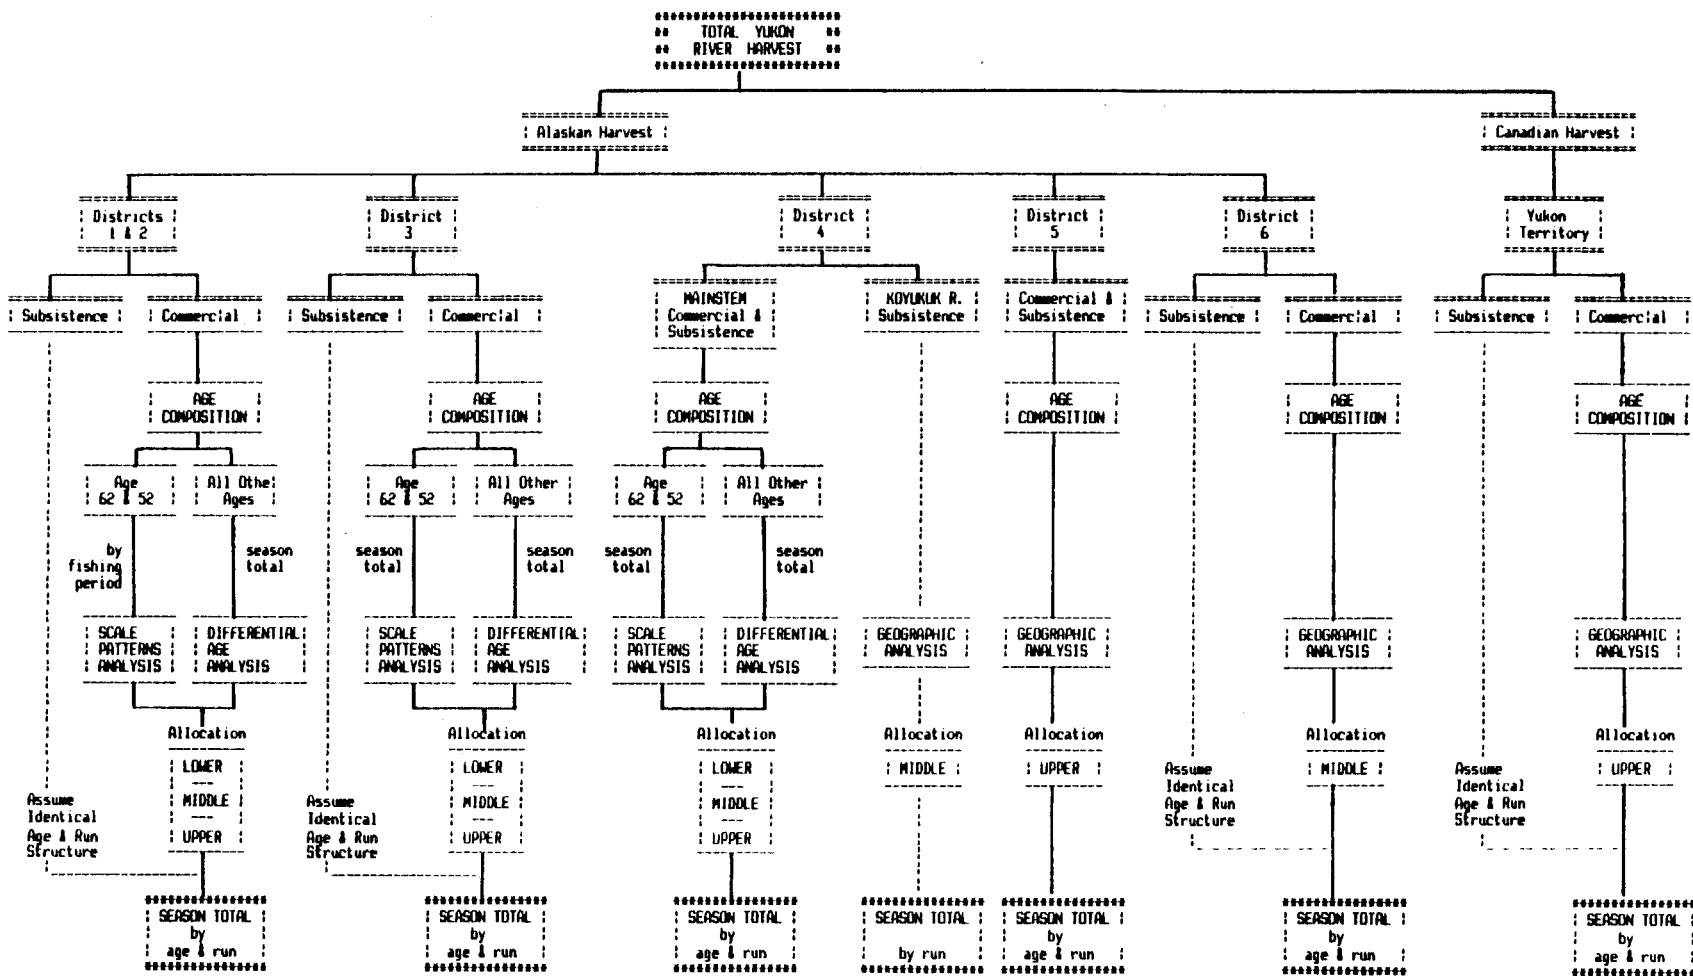 TOTAL YUKON
RIVER HARVEST
Alaskan Harvest
Canadian Harvest
Districts
1 & 2
District
3
District
4
District
5
District
6
Yukon
Territory
Subsistence
Commercial
Subsistence
Commercial
MAINSTEM
Commercial &
Subsistence
KOYUKUK R.
Subsistence
Commercial &
Subsistence
Subsistence
Commercial
Subsistence
Commercial
AGE
COMPOSITION
AGE
COMPOSITION
AGE
COMPOSITION
AGE
COMPOSITION
AGE
COMPOSITION
AGE
COMPOSITION
Age
62 & 52
All Othe
Ages
Age
62 & 52
All Other
Ages
Age
62 & 52
All Other
Ages
by
fishing
period
season
total
season
total
season
total
season
total
season
total
SCALE
PATTERNS
ANALYSIS
DIFFERENTIAL
AGE
ANALYSIS
SCALE
PATTERNS
ANALYSIS
DIFFERENTIAL
AGE
ANALYSIS
SCALE
PATTERNS
ANALYSIS
DIFFERENTIAL
AGE
ANALYSIS
GEOGRAPHIC
ANALYSIS
GEOGRAPHIC
ANALYSIS
GEOGRAPHIC
ANALYSIS
GEOGRAPHIC
ANALYSIS
Allocation
Allocation
Allocation
Allocation
Allocation
Allocation
Allocation
LOWER
---
MIDDLE
---
UPPER
LOWER
---
MIDDLE
---
UPPER
LOWER
---
MIDDLE
---
UPPER
MIDDLE
UPPER
MIDDLE
UPPER
Assume
Identical
Age & Run
Structure
Assume
Identical
Age & Run
Structure
Assume
Identical
Age & Run
Structure
Assume
Identical
Age & Run
Structure
SEASON TOTAL
by
age & run
SEASON TOTAL
by
age & run
SEASON TOTAL
by
age & run
SEASON TOTAL
by run
SEASON TOTAL
by
age & run
SEASON TOTAL
by
age & run
SEASON TOTAL
by
age & run